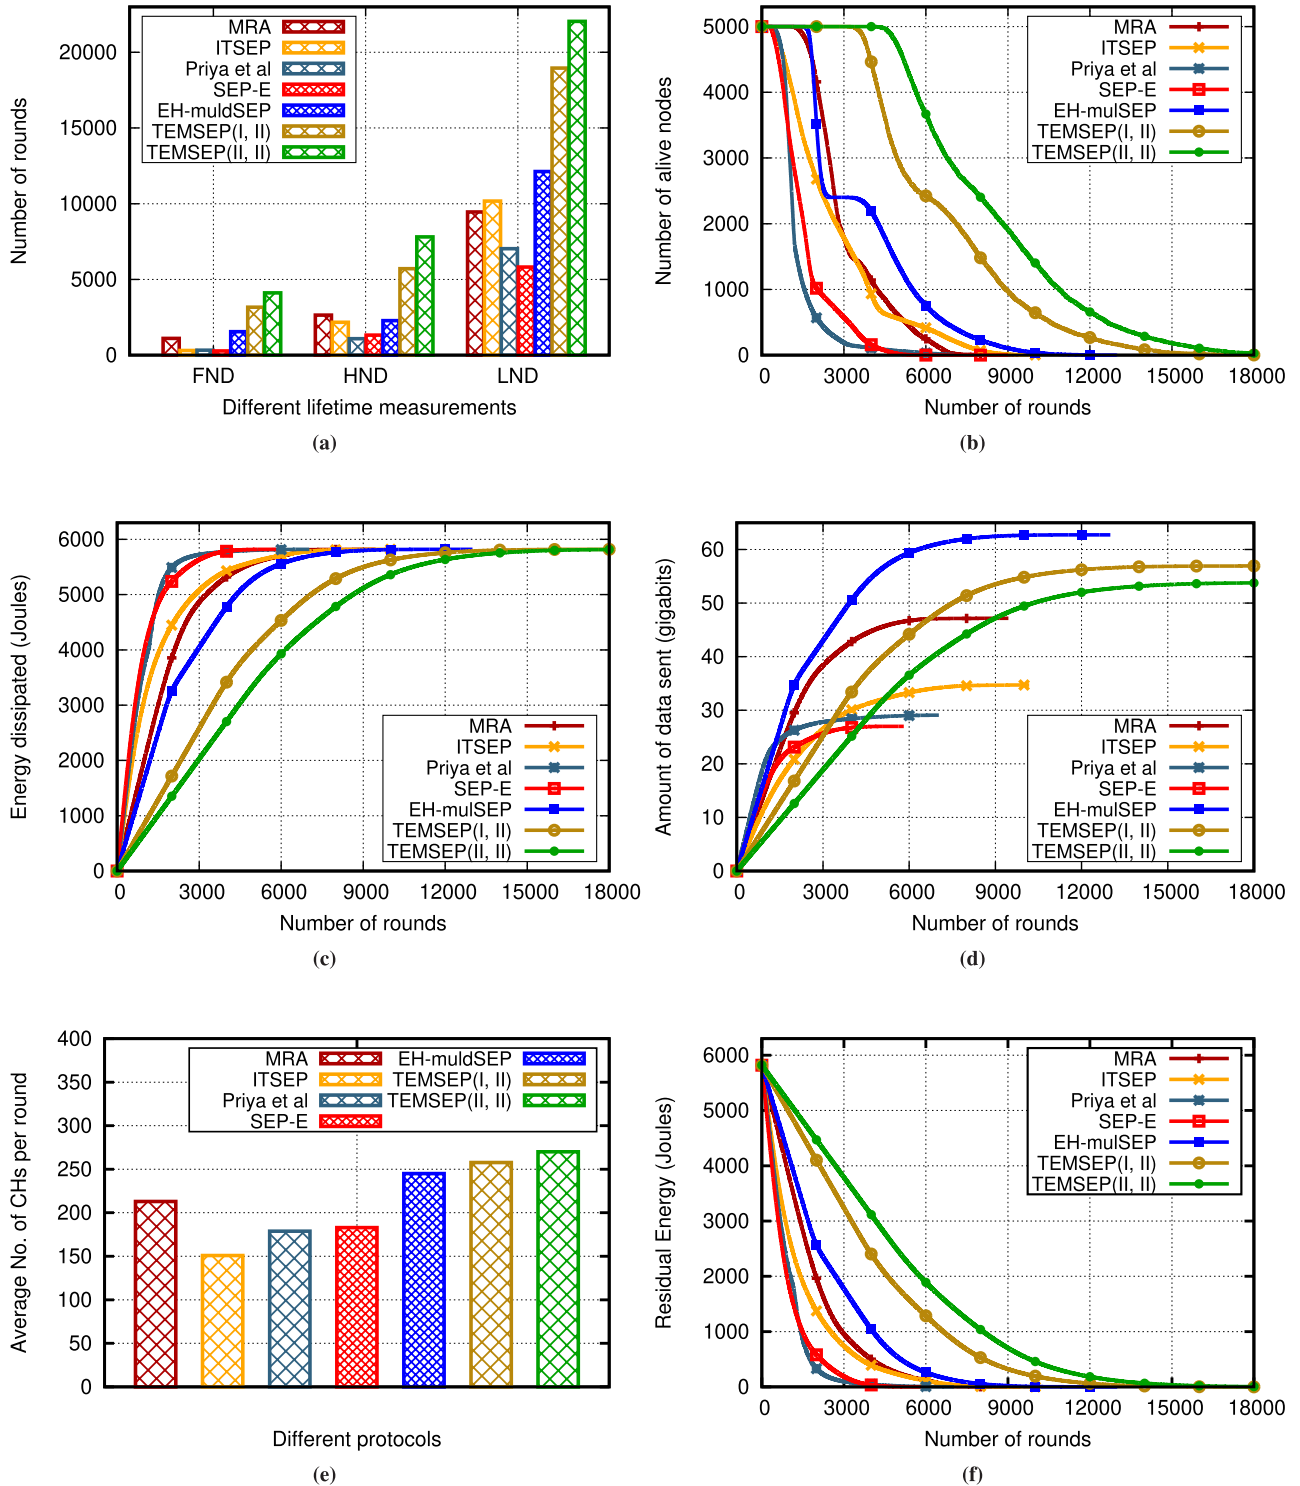 MRA
ITSEP
Priya et al
SEP-E
EH-muldSEP
TEMSEP(I, II)
TEMSEP(II, II)
20000
15000
10000
5000
0
Number of rounds
FND HND LND
Different lifetime measurements
(a)
MRA
ITSEP
Priya et al
SEP-E
EH-mulSEP
TEMSEP(I, II)
TEMSEP(II, II)
5000
4000
3000
2000
1000
0
Number of alive nodes
0 3000 6000 9000 12000 15000 18000
Number of rounds
(b)
6000
5000
4000
3000
2000
1000
0
Energy dissipated (Joules)
MRA
ITSEP
Priya et al
SEP-E
EH-mulSEP
TEMSEP(I, II)
TEMSEP(II, II)
0 3000 6000 9000 12000 15000 18000
Number of rounds
(c)
60
50
40
30
20
10
0
Amount of data sent (gigabits)
MRA
ITSEP
Priya et al
SEP-E
EH-mulSEP
TEMSEP(I, II)
TEMSEP(II, II)
0 3000 6000 9000 12000 15000 18000
Number of rounds
(d)
400
350
300
250
200
150
100
50
0
Average No. of CHs per round
MRA EH-muldSEP
ITSEP TEMSEP(I, II)
Priya et al TEMSEP(II, II)
SEP-E
Different protocols
(e)
6000
5000
4000
3000
2000
1000
0
Residual Energy (Joules)
MRA
ITSEP
Priya et al
SEP-E
EH-mulSEP
TEMSEP(I, II)
TEMSEP(II, II)
0 3000 6000 9000 12000 15000 18000
Number of rounds
(f)